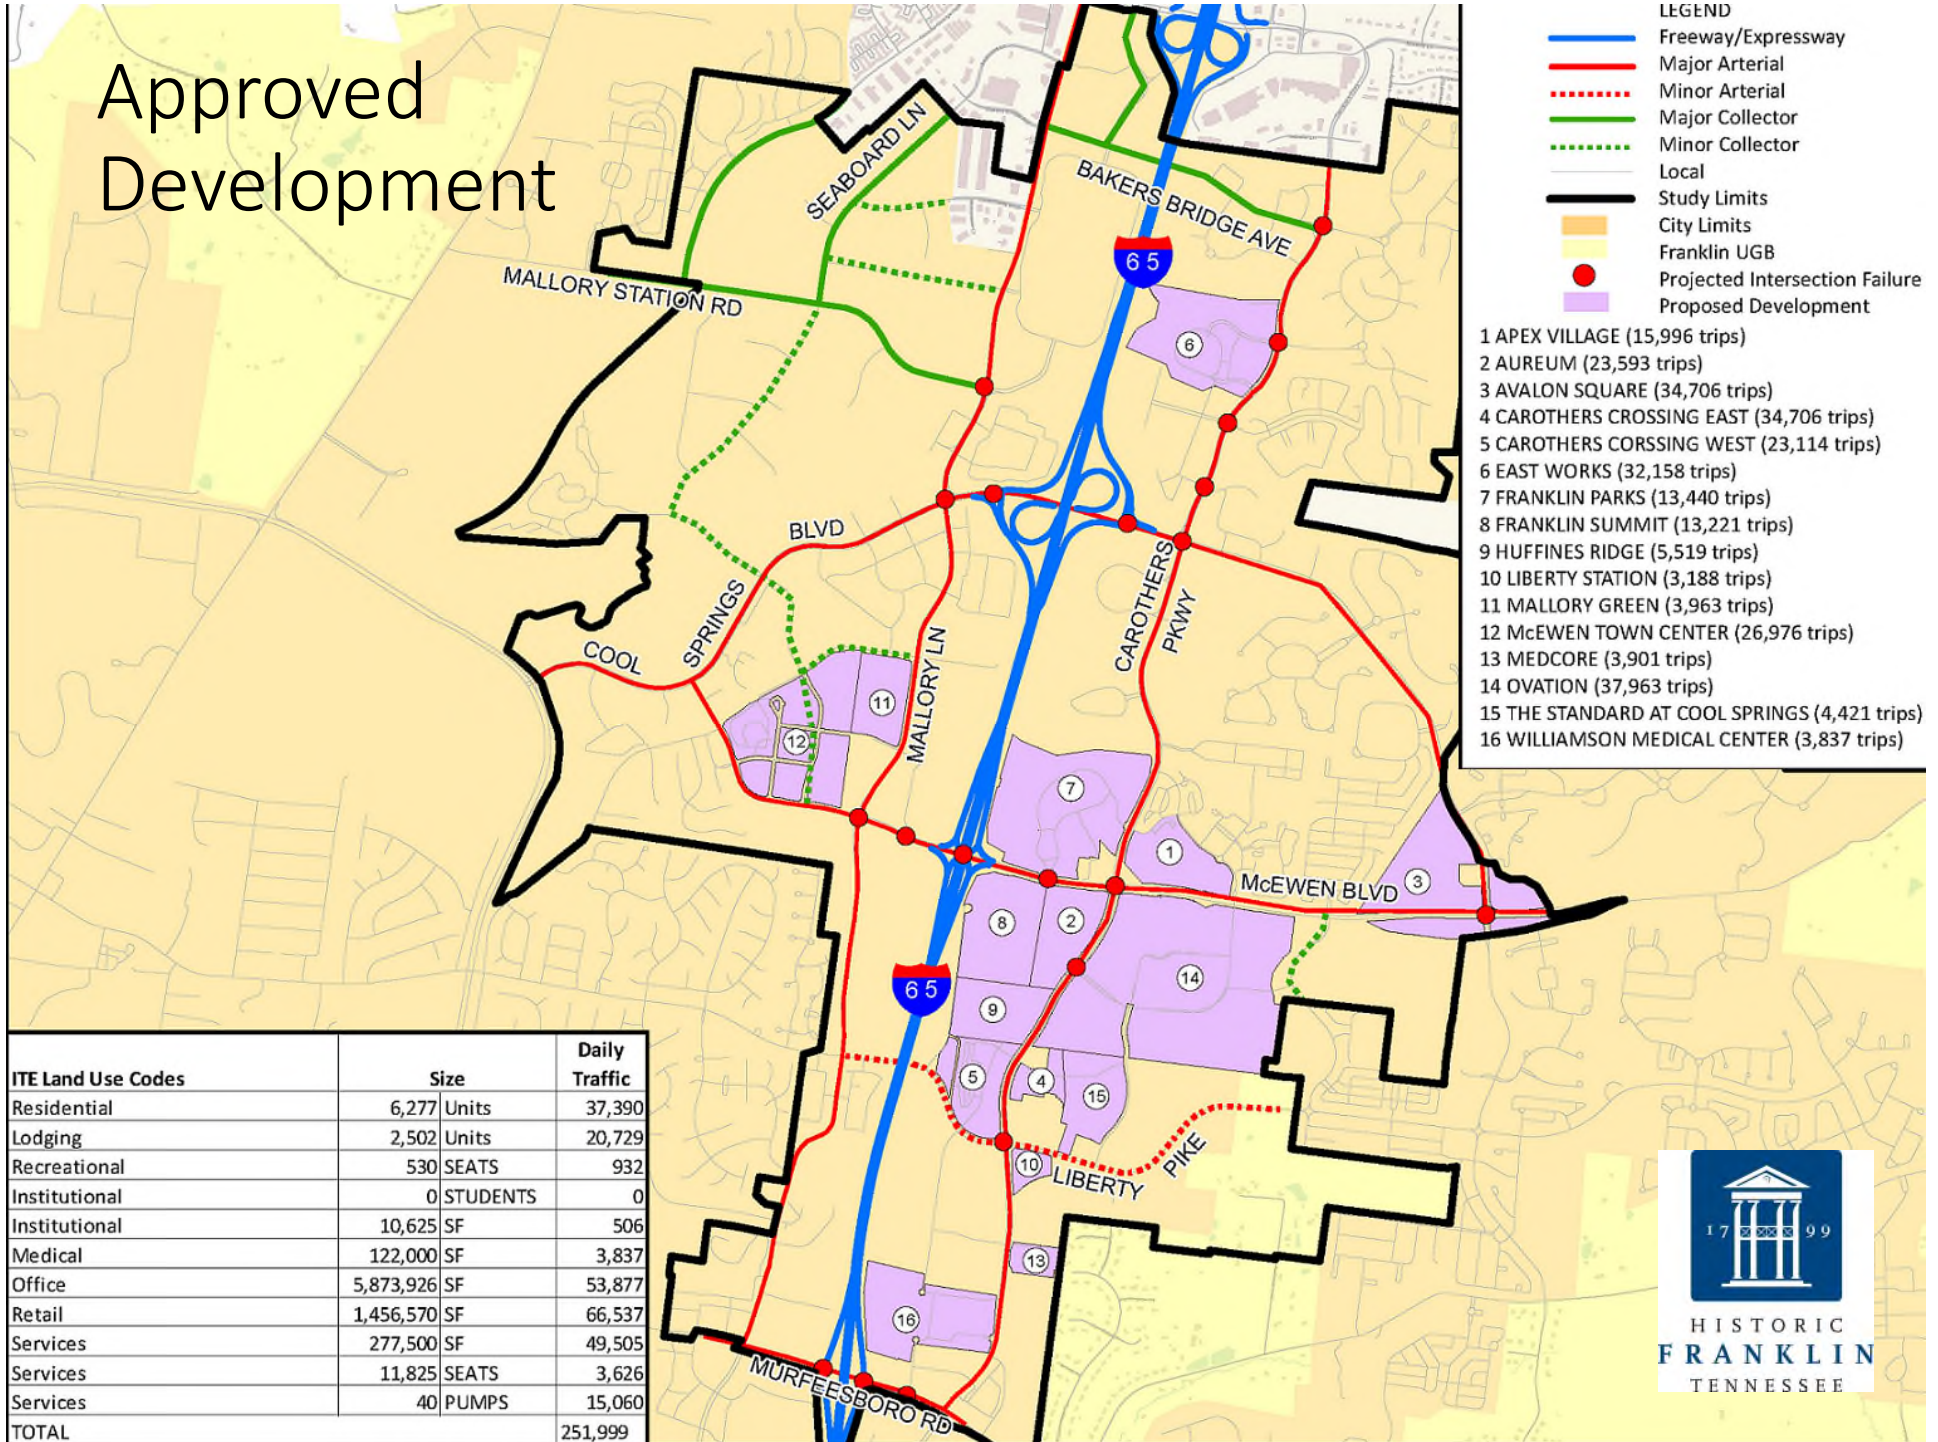 Approved
Development
LEGEND
Freeway/Expressway
Major Arterial
Minor Arterial
Major Collector
Minor Collector
Local
Study Limits
City Limits
Franklin UGB
Projected Intersection Failure
Proposed Development
1 APEX VILLAGE (15,996 trips)
2 AUREUM (23,593 trips)
3 AVALON SQUARE (34,706 trips)
4 CAROTHERS CROSSING EAST (34,706 trips)
5 CAROTHERS CORSSING WEST (23,114 trips)
6 EAST WORKS (32,158 trips)
7 FRANKLIN PARKS (13,440 trips)
8 FRANKLIN SUMMIT (13,221 trips)
9 HUFFINES RIDGE (5,519 trips)
10 LIBERTY STATION (3,188 trips)
11 MALLORY GREEN (3,963 trips)
12 McEWEN TOWN CENTER (26,976 trips)
13 MEDCORE (3,901 trips)
14 OVATION (37,963 trips)
15 THE STANDARD AT COOL SPRINGS (4,421 trips)
16 WILLIAMSON MEDICAL CENTER (3,837 trips)
SEABOARD LN
BAKERS BRIDGE AVE
65
MALLORY STATION RD
6
BLVD
SPRINGS
COOL
CAROTHERS
PKWY
MALLORY LN
11
12
7
1
McEWEN BLVD
3
8
2
14
65
9
5
4
15
10
LIBERTY
PIKE
13
16
MURFEESBORO RD
ITE Land Use Codes Size Daily Traffic
Residential 6,277 Units 37,390
Lodging 2,502 Units 20,729
Recreational 530 SEATS 932
Institutional 0 STUDENTS 0
Institutional 10,625 SF 506
Medical 122,000 SF 3,837
Office 5,873,926 SF 53,877
Retail 1,456,570 SF 66,537
Services 277,500 SF 49,505
Services 11,825 SEATS 3,626
Services 40 PUMPS 15,060
TOTAL 251,999
17 99
HISTORIC
FRANKLIN
TENNESSEE